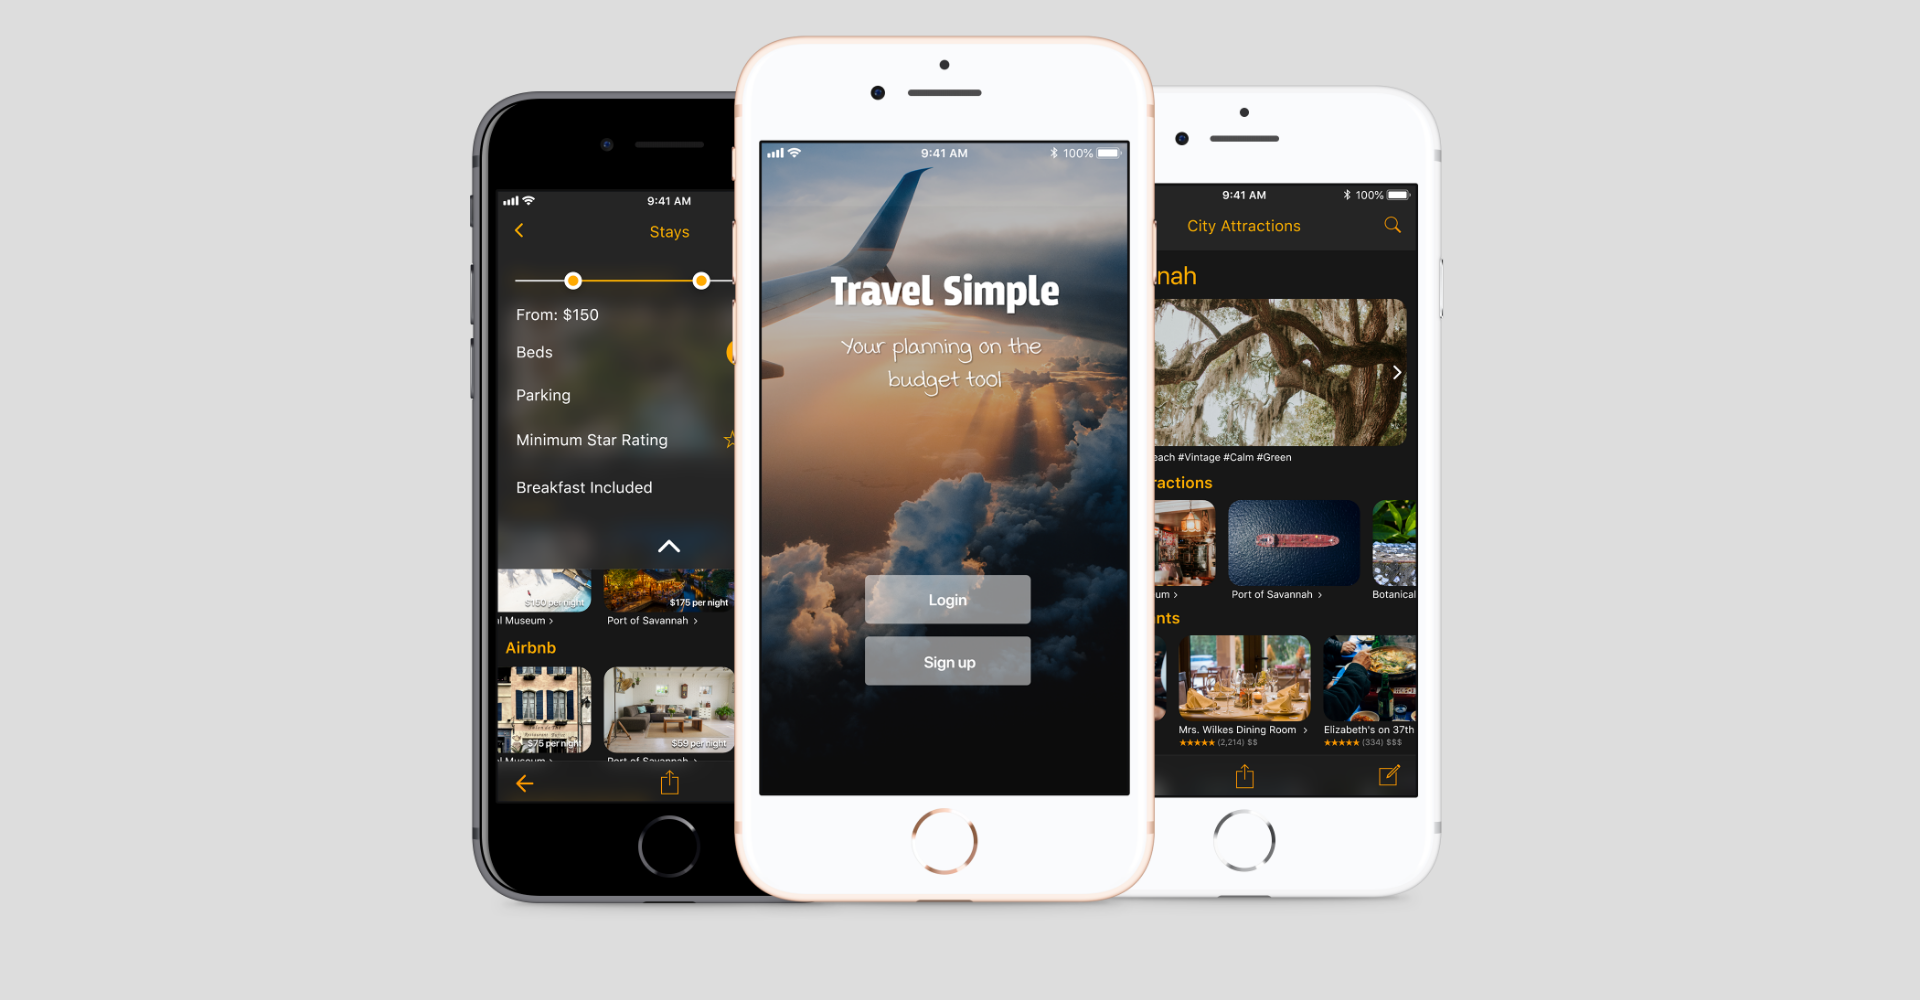 9:41 AM
Stays
From: $150
Beds
Parking
Minimum Star Rating
Breakfast Included
$150 per night
$175 per night
l Museum >
Port of Savannah >
Airbnb
$75 per night
$59 per night
l Museum >
Port of Savannah >
9:41 AM
100%
Travel Simple
Your planning on the
budget tool
Login
Sign up
9:41 AM
100%
City Attractions
nah
each #Vintage #Calm #Green
ractions
um >
Port of Savannah >
Botanical
nts
Mrs. Wilkes Dining Room >
Elizabeth's on 37th
★★★★★ (2,214) $$
★★★★★ (334) $$$